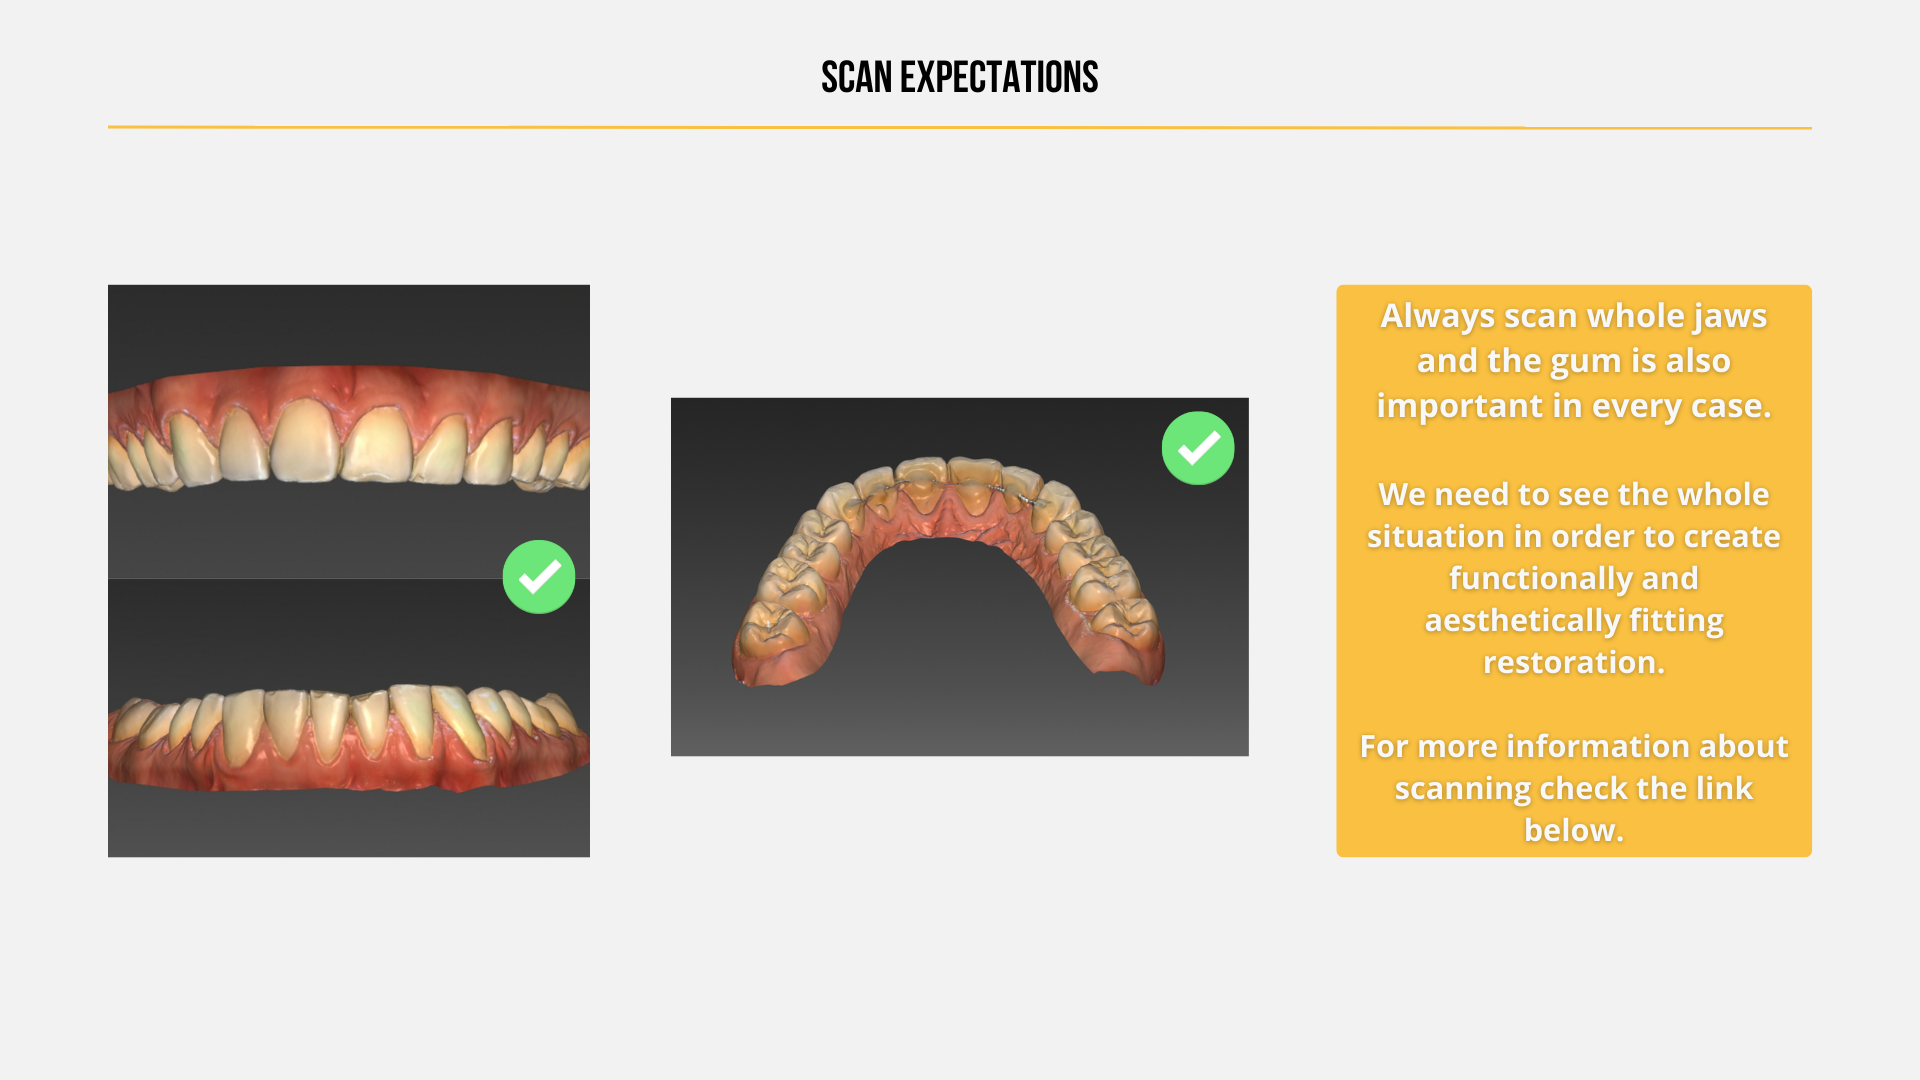 SCAN EXPECTATIONS
Always scan whole jaws
and the gum is also
important in every case.
We need to see the whole
situation in order to create
functionally and
aesthetically fitting
restoration.
For more information about
scanning check the link
below.